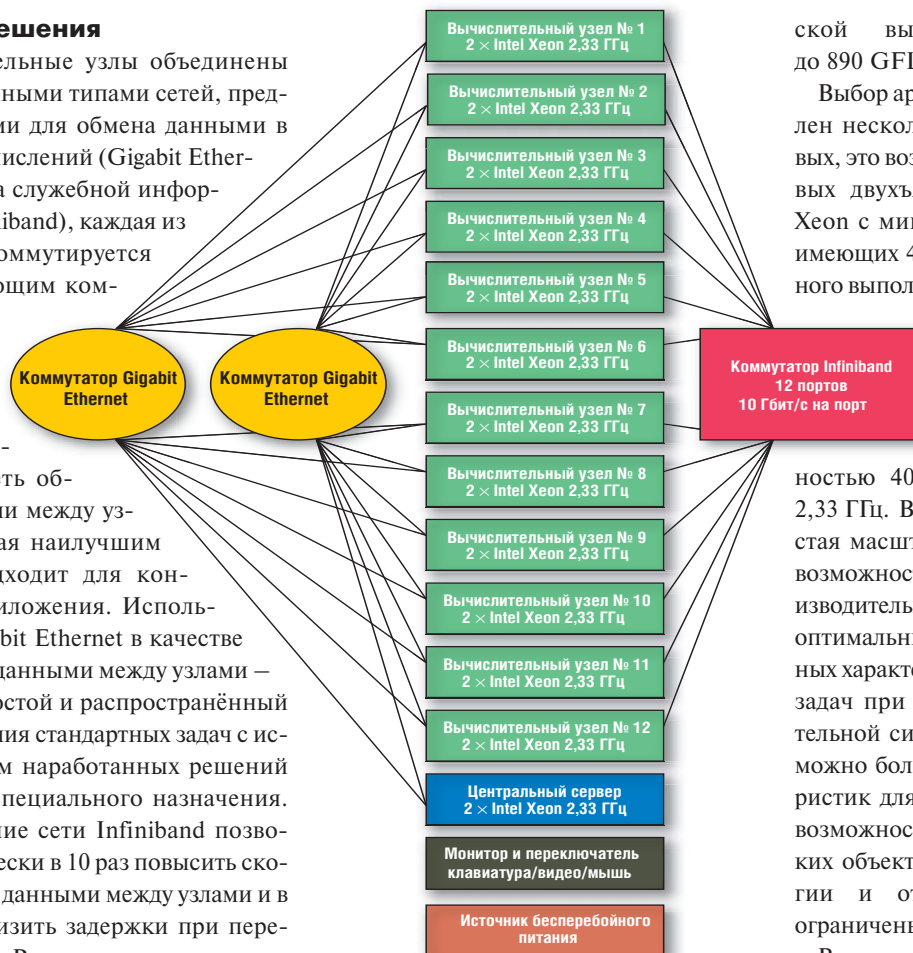 ешения
ельные узлы объединены
ными типами сетей, пред-
ми для обмена данными в
числений (Gigabit Ether-
а служебной инфор-
niband), каждая из
оммутируется
ющим ком-
-
ть об-
и между уз-
ая наилучшим
дходит для кон-
иложения. Исполь-
bit Ethernet в качестве
данными между узлами –
остой и распространённый
ния стандартных задач с ис-
м наработанных решений
специального назначения.
ние сети Infiniband позво-
ески в 10 раз повысить ско-
данными между узлами и в
изить задержки при пере-
Коммутатор Gigabit
Ethernet
Коммутатор Gigabit
Ethernet
Вычислительный узел № 1
2 × Intel Xeon 2,33 ГГц
Вычислительный узел № 2
2 × Intel Xeon 2,33 ГГц
Вычислительный узел № 3
2 × Intel Xeon 2,33 ГГц
Вычислительный узел № 4
2 × Intel Xeon 2,33 ГГц
Вычислительный узел № 5
2 × Intel Xeon 2,33 ГГц
Вычислительный узел № 6
2 × Intel Xeon 2,33 ГГц
Вычислительный узел № 7
2 × Intel Xeon 2,33 ГГц
Вычислительный узел № 8
2 × Intel Xeon 2,33 ГГц
Вычислительный узел № 9
2 × Intel Xeon 2,33 ГГц
Вычислительный узел № 10
2 × Intel Xeon 2,33 ГГц
Вычислительный узел № 11
2 × Intel Xeon 2,33 ГГц
Вычислительный узел № 12
2 × Intel Xeon 2,33 ГГц
Центральный сервер
2 × Intel Xeon 2,33 ГГц
Монитор и переключатель
клавиатура/видео/мышь
Источник бесперебойного
питания
Коммутатор Infiniband
12 портов
10 Гбит/с на порт
ской вы
до 890 GFL
Выбор ар
лен нескол
вых, это воз
вых двухъ
Xeon с ми
имеющих 4
ного выпол
ностью 40
2,33 ГГц. В
стая масшт
возможнос
изводитель
оптимальн
ных характе
задач при
тельной си
можно бол
ристик для
возможнос
ких объект
гии и от
ограничен